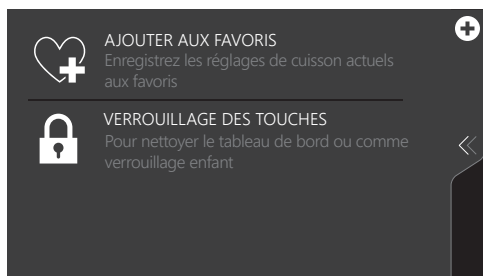 AJOUTER AUX FAVORIS
Enregistrez les réglages de cuisson actuels
aux favoris
VERROUILLAGE DES TOUCHES
Pour nettoyer le tableau de bord ou comme
verrouillage enfant